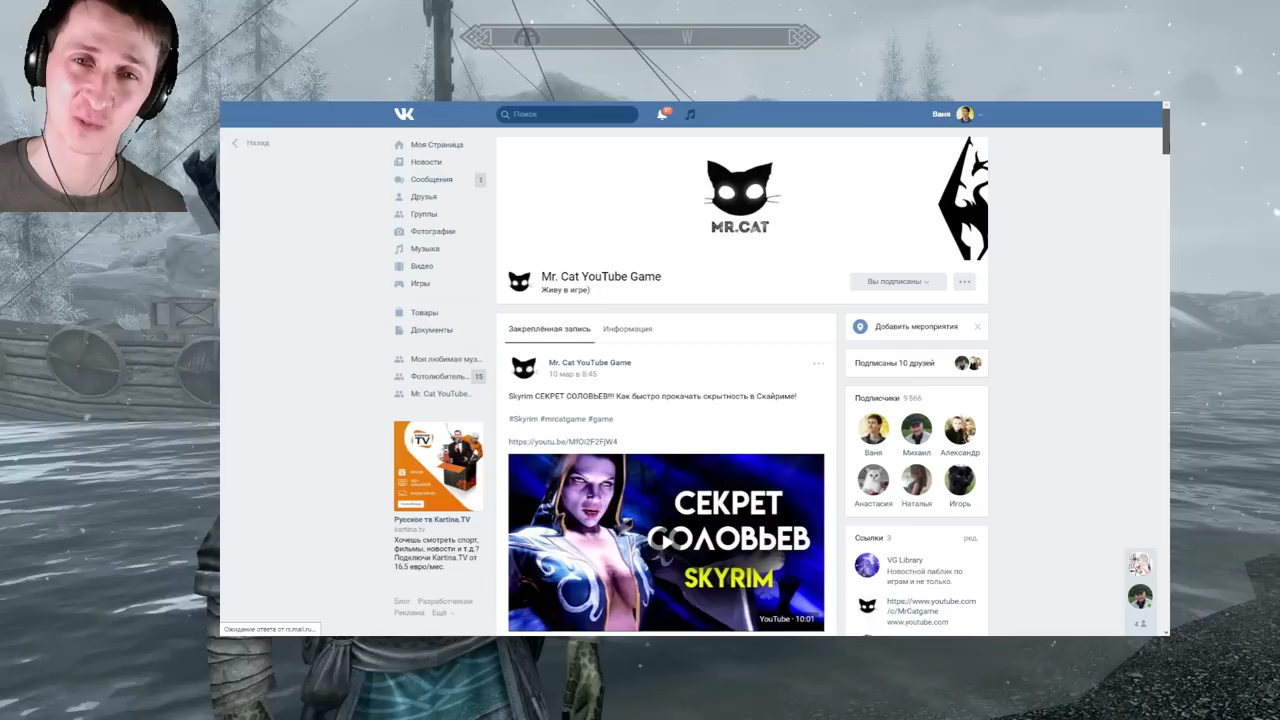 W
Поиск
Ваня
Назад
Моя Страница
Новости
Сообщения
1
Друзья
Группы
Фотографии
Музыка
Видео
Игры
Товары
Документы
Моя любимая муз...
Фотолюбитель...
15
Mr. Cat YouTube...
MR.CAT
Mr. Cat YouTube Game
Живу в игре)
Вы подписаны
Закреплённая запись
Информация
Mr. Cat YouTube Game
10 мар в 8:45
Skyrim СЕКРЕТ СОЛОВЬЕВ!!! Как быстро прокачать скрытность в Скайриме!
#Skyrim #mrcatgame #game
https://youtu.be/MfOi2F2FjW4
СЕКРЕТ
СОЛОВЬЕВ
SKYRIM
YouTube · 10:01
Добавить мероприятия
Подписаны 10 друзей
Подписчики 9 566
Ваня
Михаил
Александр
Анастасия
Наталья
Игорь
Ссылки 3
ред.
VG Library
Новостной паблик по
играм и не только.
https://www.youtube.com
/c/MrCatgame
www.youtube.com
4
TV
Русское тв Kartina.TV
kartina.tv
Хочешь смотреть спорт,
фильмы, новости и т.д.?
Подключи Kartina.TV от
16,5 евро/мес.
Блог Разработчикам
Реклама Ещё
Ожидание ответа от rs.mail.ru...